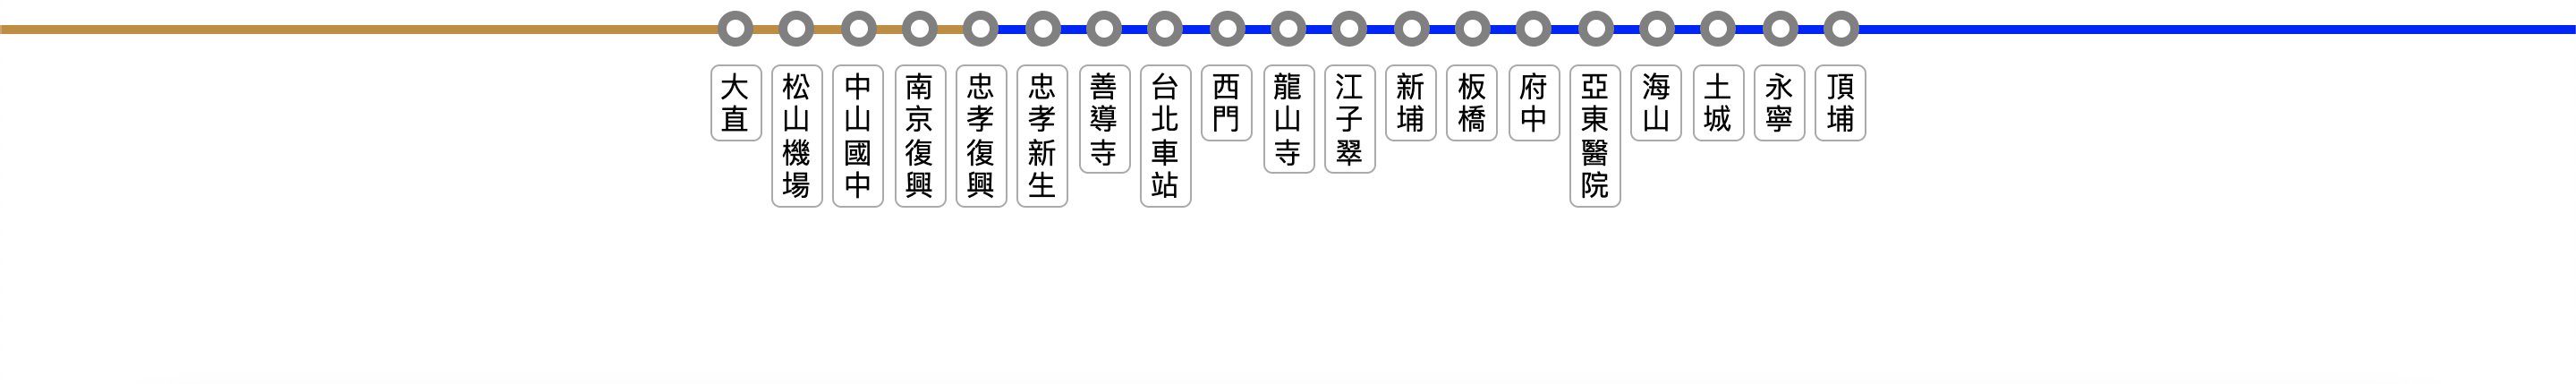 大直
松山機場
中山國中
南京復興
忠孝復興
忠孝新生
善導寺
台北車站
西門
龍山寺
江子翠
新埔
板橋
府中
亞東醫院
海山
土城
永寧
頂埔